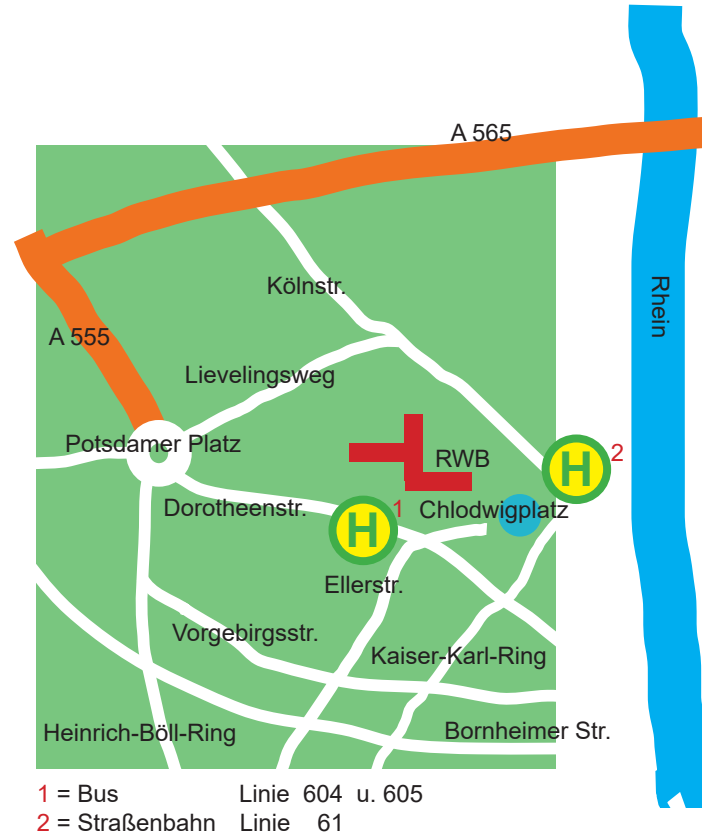 A 565
Kölnstr.
Rhein
A 555
Lievelingsweg
Potsdamer Platz
RWB
H 2
Dorotheenstr.
H 1
Chlodwigplatz
Ellerstr.
Vorgebirgsstr.
Kaiser-Karl-Ring
Heinrich-Böll-Ring
Bornheimer Str.
1 = Bus Linie 604 u. 605
2 = Straßenbahn Linie 61